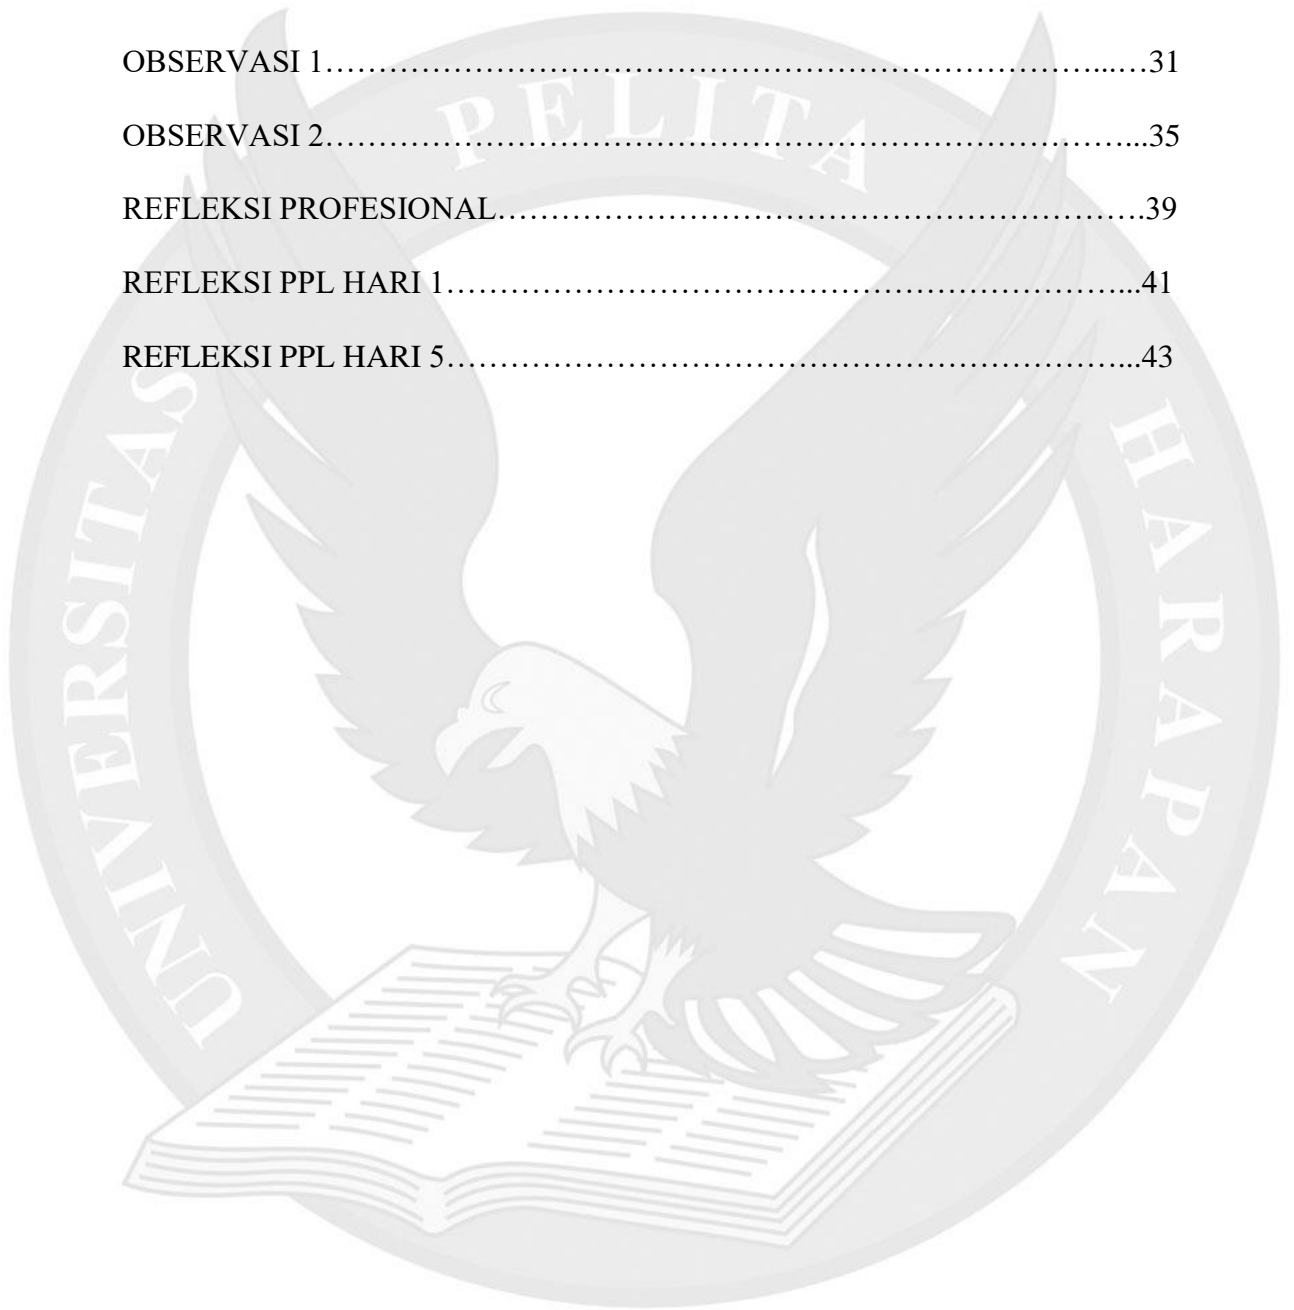 OBSERVASI 1……………………………………………………………………...…31
OBSERVASI 2…………………………………………………………………………...35
REFLEKSI PROFESIONAL………………………………………………………….39
REFLEKSI PPL HARI 1……………………………………………………………...41
REFLEKSI PPL HARI 5……………………………………………………………...43
UNIVERSITAS PELITA HARAPAN